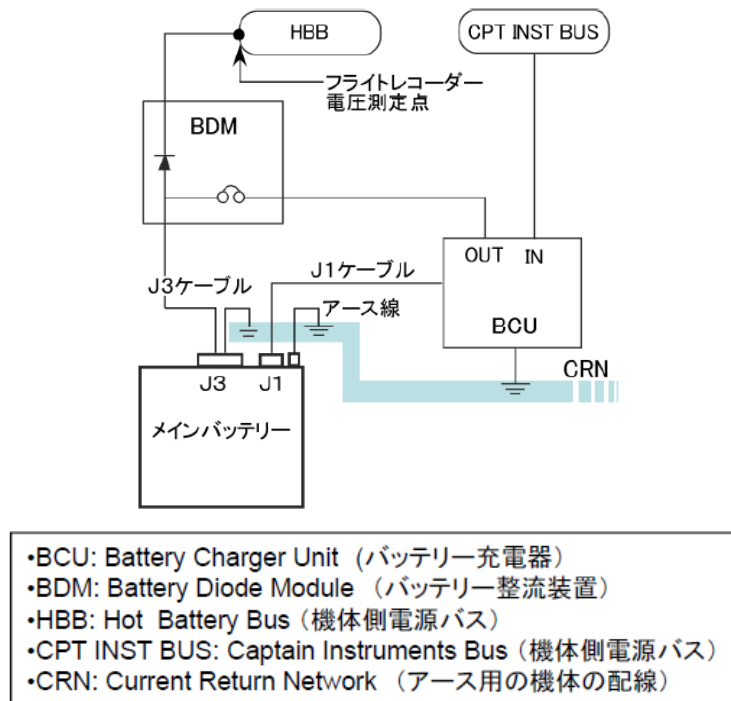 HBB
CPT INST BUS
フライトレコーダー
電圧測定点
BDM
OUT IN
J3ケーブル
J1ケーブル
アース線
BCU
CRN
J3 J1
メインバッテリー
•BCU: Battery Charger Unit (バッテリー充電器)
•BDM: Battery Diode Module (バッテリー整流装置)
•HBB: Hot Battery Bus (機体側電源バス)
•CPT INST BUS: Captain Instruments Bus (機体側電源バス)
•CRN: Current Return Network (アース用の機体の配線)